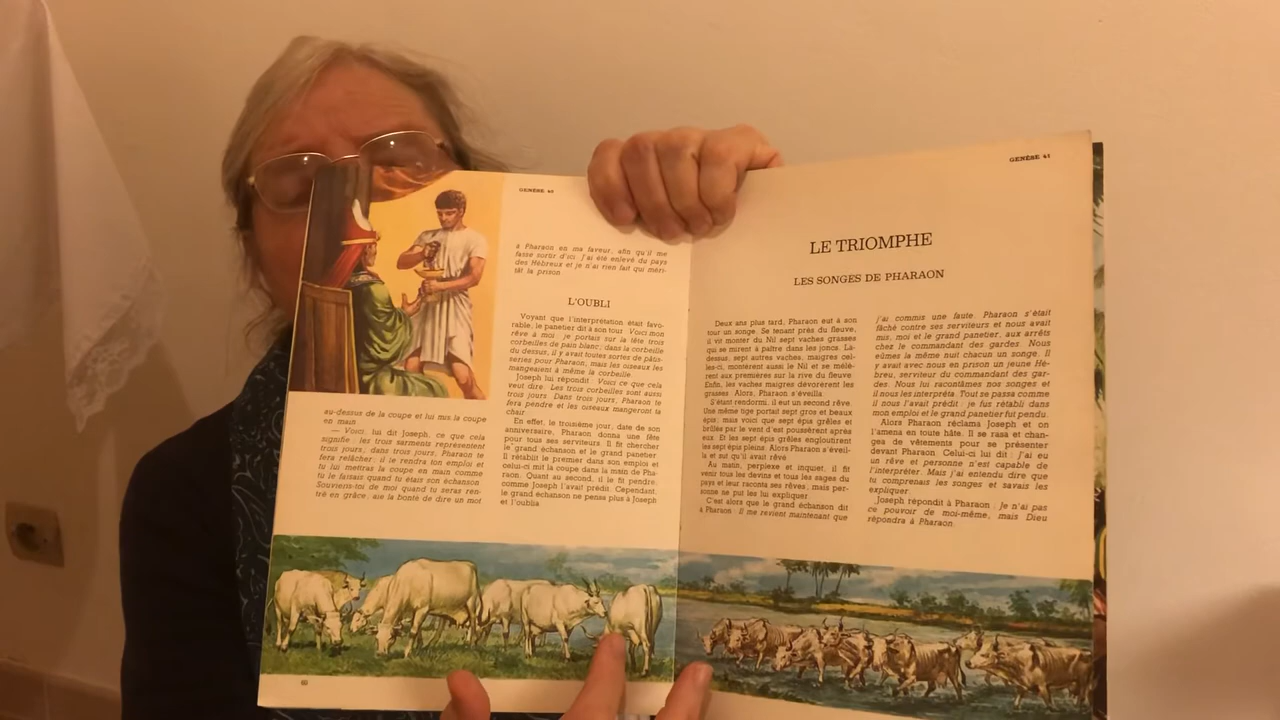 GENÈSE 40
au-dessus de la coupe et lui mis la coupe
en main
— Voici, lui dit Joseph, ce que cela
signifie: les trois sarments représentent
trois jours; dans trois jours, Pharaon te
fera relâcher: il te rendra ton emploi et
tu lui mettras la coupe en main comme
tu le faisais quand tu étais son échanson
Souviens-toi de moi quand tu seras ren-
tré en grâce, aie la bonté de dire un mot
à Pharaon en ma faveur, afin qu'il me
fasse sortir d'ici. J'ai été enlevé du pays
des Hébreux et je n'ai rien fait qui méri-
tât la prison
L'OUBLI
Voyant que l'interprétation était favo-
rable, le panetier dit à son tour: Voici mon
rêve à moi: je portais sur la tête trois
corbeilles de pain blanc; dans la corbeille
du dessus, il y avait toutes sortes de pâtis-
series pour Pharaon; mais les oiseaux les
mangeaient à même la corbeille.
Joseph lui répondit: Voici ce que cela
veut dire. Les trois corbeilles sont aussi
trois jours. Dans trois jours, Pharaon te
fera pendre et les oiseaux mangeront ta
chair.
En effet, le troisième jour, date de son
anniversaire, Pharaon donna une fête
pour tous ses serviteurs. Il fit chercher
le grand échanson et le grand panetier
Il rétablit le premier dans son emploi et
celui-ci mit la coupe dans la main de Pha-
raon. Quant au second, il le fit pendre,
comme Joseph l'avait prédit. Cependant,
le grand échanson ne pensa plus à Joseph
et l'oublia.
GENÈSE 41
LE TRIOMPHE
LES SONGES DE PHARAON
Deux ans plus tard, Pharaon eut à son
tour un songe. Se tenant près du fleuve,
il vit monter du Nil sept vaches grasses
qui se mirent à paître dans les joncs. Là-
dessus, sept autres vaches, maigres cel-
les-ci, montèrent aussi le Nil et se mêlè-
rent aux premières sur la rive du fleuve.
Enfin, les vaches maigres dévorèrent les
grasses. Alors, Pharaon s'éveilla.
S'étant rendormi, il eut un second rêve.
Une même tige portait sept gros et beaux
épis; mais voici que sept épis grêles et
brûlés par le vent d'est poussèrent après
eux. Et les sept épis grêles engloutirent
les sept épis pleins. Alors Pharaon s'éveil-
la et sut qu'il avait rêvé.
Au matin, perplexe et inquiet, il fit
venir tous les devins et tous les sages du
pays et leur raconta ses rêves; mais per-
sonne ne put les lui expliquer.
C'est alors que le grand échanson dit
à Pharaon: Il me revient maintenant que
j'ai commis une faute. Pharaon s'était
fâché contre ses serviteurs et nous avait
mis, moi et le grand panetier, aux arrêts
chez le commandant des gardes. Nous
eûmes la même nuit chacun un songe. Il
y avait avec nous en prison un jeune Hé-
breu, serviteur du commandant des gar-
des. Nous lui racontâmes nos songes et
il nous les interpréta. Tout se passa comme
il nous l'avait prédit: je fus rétabli dans
mon emploi et le grand panetier fut pendu.
Alors Pharaon réclama Joseph et on
l'amena en toute hâte. Il se rasa et chan-
gea de vêtements pour se présenter
devant Pharaon. Celui-ci lui dit: J'ai eu
un rêve et personne n'est capable de
l'interpréter. Mais j'ai entendu dire que
tu comprenais les songes et savais les
expliquer.
Joseph répondit à Pharaon: Je n'ai pas
ce pouvoir de moi-même, mais Dieu
répondra à Pharaon.